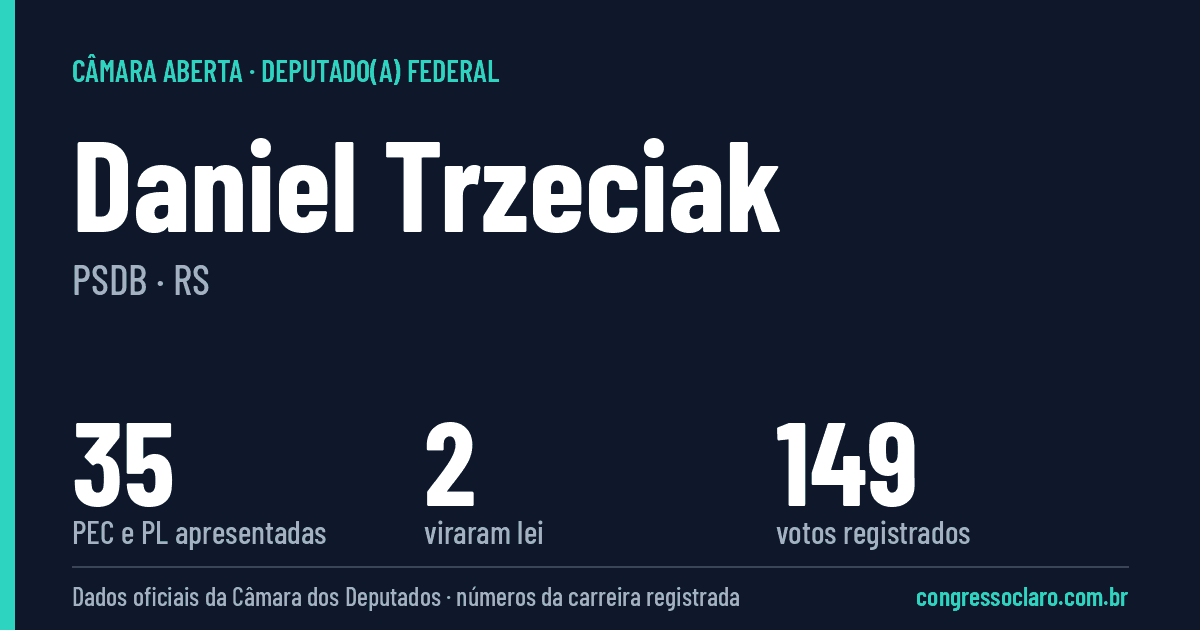 CÂMARA ABERTA · DEPUTADO(A) FEDERAL
Daniel Trzeciak
PSDB · RS
35 2 149
PEC e PL apresentadas viraram lei votos registrados
Dados oficiais da Câmara dos Deputados · números da carreira registrada congressoclaro.com.br